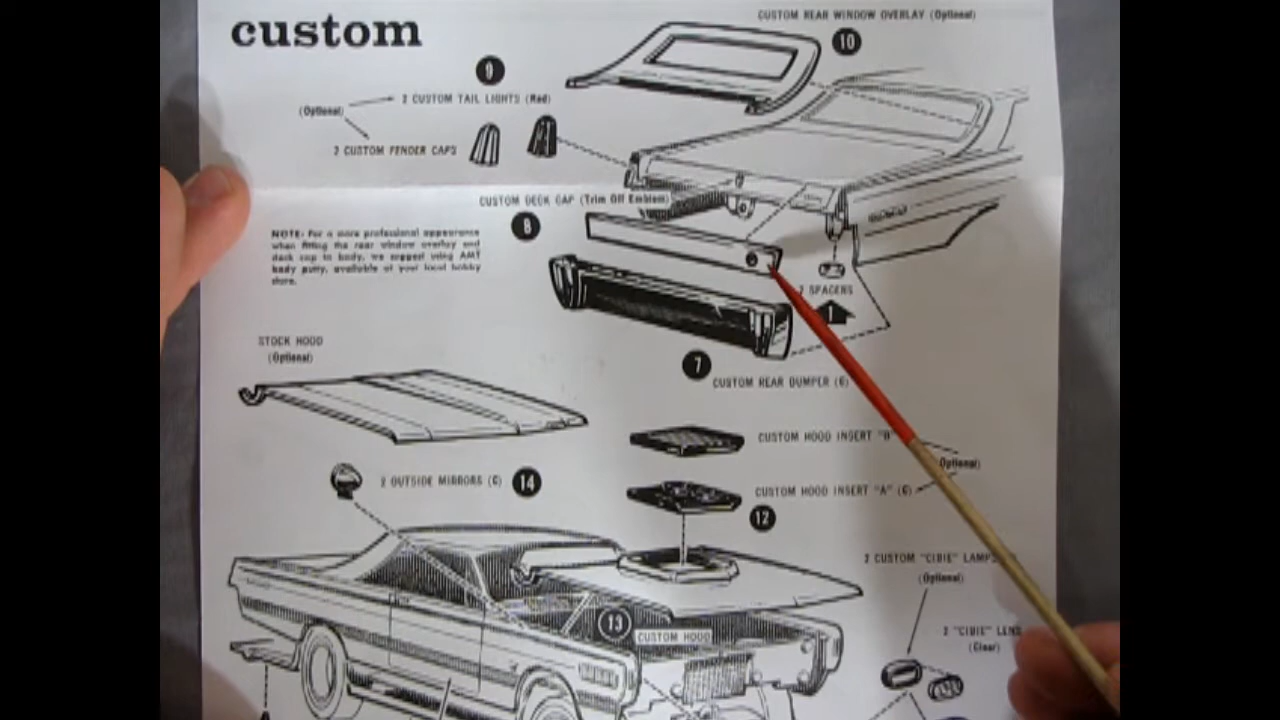 custom
CUSTOM REAR WINDOW OVERLAY (Optional)
10
9
2 CUSTOM TAIL LIGHTS (Red)
(Optional)
2 CUSTOM FENDER CAPS
CUSTOM DECK CAP (Trim Off Emblem)
8
NOTE: For a more professional appearance
when fitting the rear window overlay and
deck cap to body, we suggest using AMT
body putty, available at your local hobby
store.
2 SPACERS
1
7
CUSTOM REAR BUMPER (C)
STOCK HOOD
(Optional)
CUSTOM HOOD INSERT "B"
(Optional)
CUSTOM HOOD INSERT "A" (C)
12
2 OUTSIDE MIRRORS (C)
14
2 CUSTOM "CIBIE" LAMPS
(Optional)
13
CUSTOM HOOD
2 "CIBIE" LENS
(Clear)